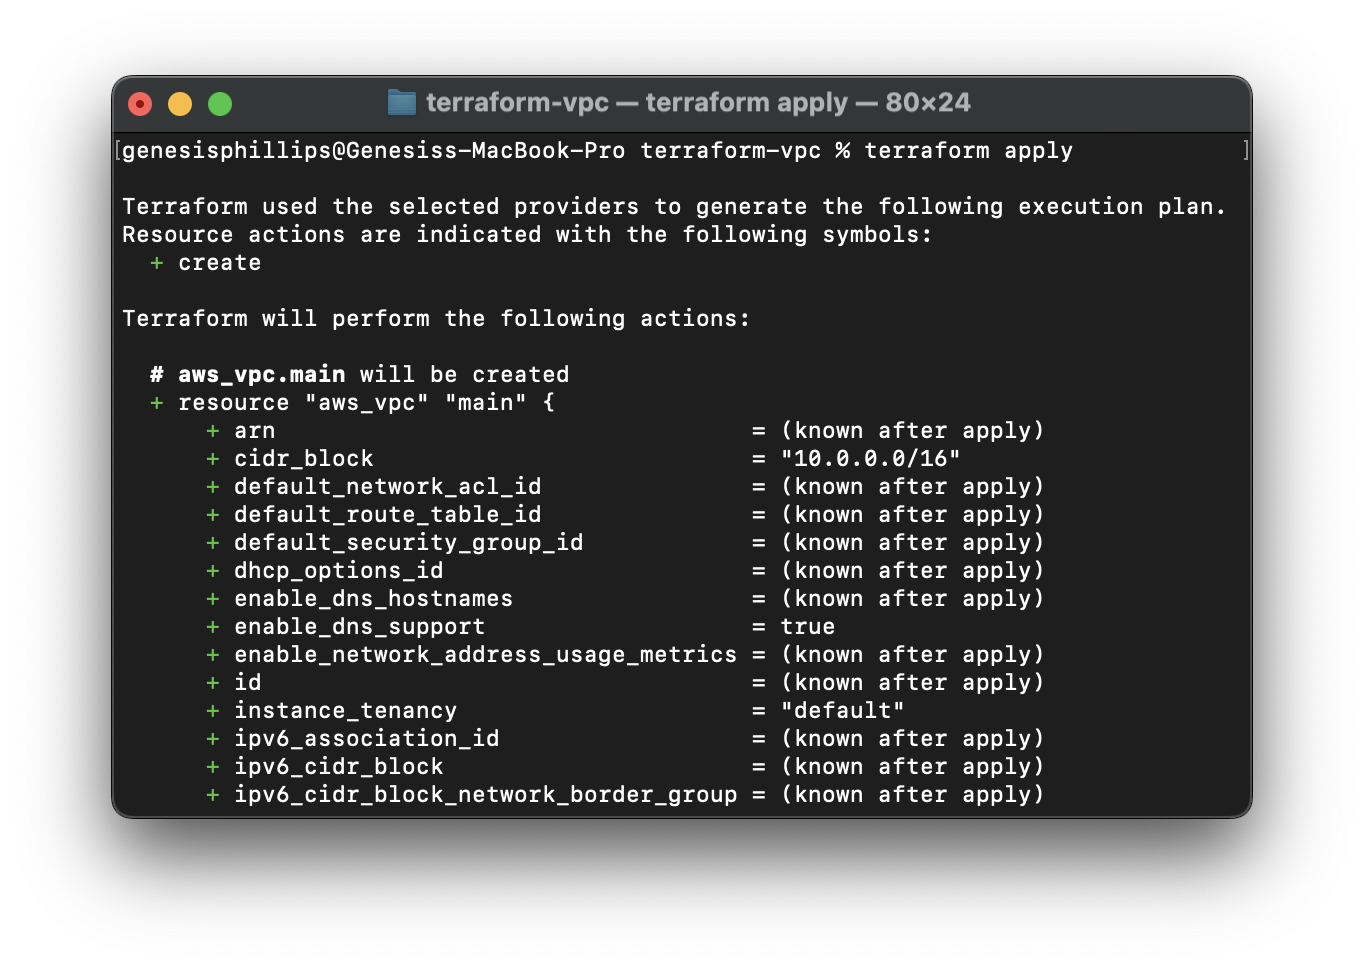 terraform-vpc — terraform apply — 80×24
[genesisphillips@Genesiss-MacBook-Pro terraform-vpc % terraform apply ]
Terraform used the selected providers to generate the following execution plan.
Resource actions are indicated with the following symbols:
  + create
Terraform will perform the following actions:
  # aws_vpc.main will be created
  + resource "aws_vpc" "main" {
      + arn                                  = (known after apply)
      + cidr_block                           = "10.0.0.0/16"
      + default_network_acl_id               = (known after apply)
      + default_route_table_id               = (known after apply)
      + default_security_group_id            = (known after apply)
      + dhcp_options_id                      = (known after apply)
      + enable_dns_hostnames                 = (known after apply)
      + enable_dns_support                   = true
      + enable_network_address_usage_metrics = (known after apply)
      + id                                   = (known after apply)
      + instance_tenancy                     = "default"
      + ipv6_association_id                  = (known after apply)
      + ipv6_cidr_block                      = (known after apply)
      + ipv6_cidr_block_network_border_group = (known after apply)